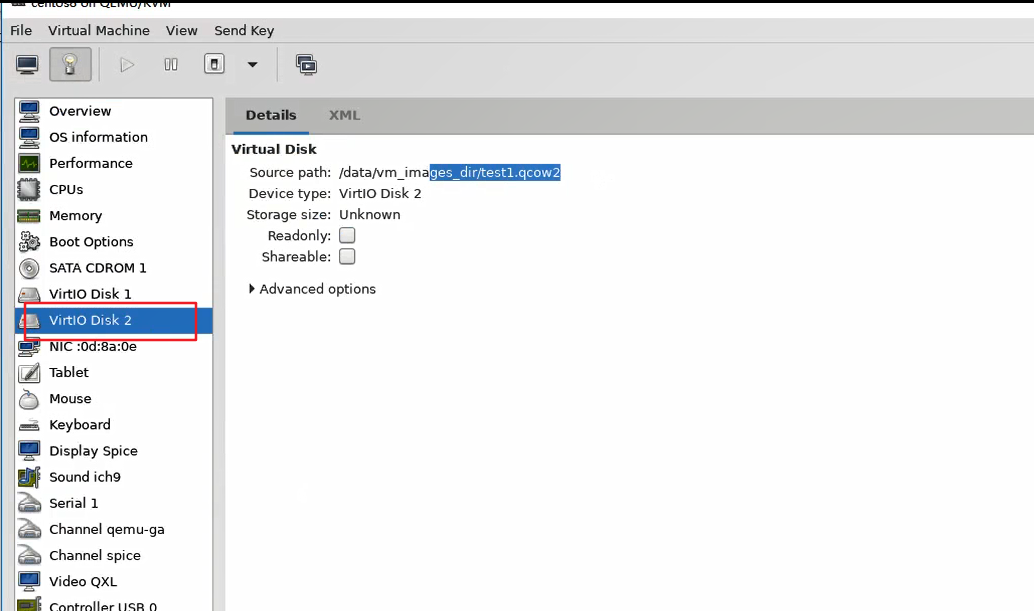 centos8 on QEMU/KVM
File Virtual Machine View Send Key
Overview
OS information
Performance
CPUs
Memory
Boot Options
SATA CDROM 1
VirtIO Disk 1
VirtIO Disk 2
NIC :0d:8a:0e
Tablet
Mouse
Keyboard
Display Spice
Sound ich9
Serial 1
Channel qemu-ga
Channel spice
Video QXL
Controller USB 0
Details XML
Virtual Disk
Source path: /data/vm_images_dir/test1.qcow2
Device type: VirtIO Disk 2
Storage size: Unknown
Readonly:
Shareable:
Advanced options